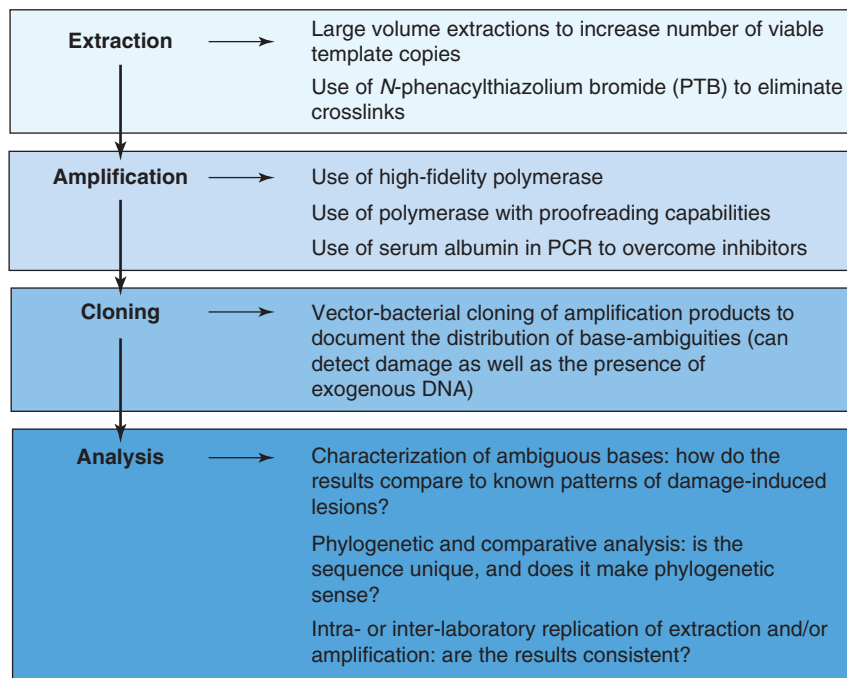 Extraction
Large volume extractions to increase number of viable
template copies
Use of N-phenacylthiazolium bromide (PTB) to eliminate
crosslinks
Amplification
Use of high-fidelity polymerase
Use of polymerase with proofreading capabilities
Use of serum albumin in PCR to overcome inhibitors
Cloning
Vector-bacterial cloning of amplification products to
document the distribution of base-ambiguities (can
detect damage as well as the presence of
exogenous DNA)
Analysis
Characterization of ambiguous bases: how do the
results compare to known patterns of damage-induced
lesions?
Phylogenetic and comparative analysis: is the
sequence unique, and does it make phylogenetic
sense?
Intra- or inter-laboratory replication of extraction and/or
amplification: are the results consistent?